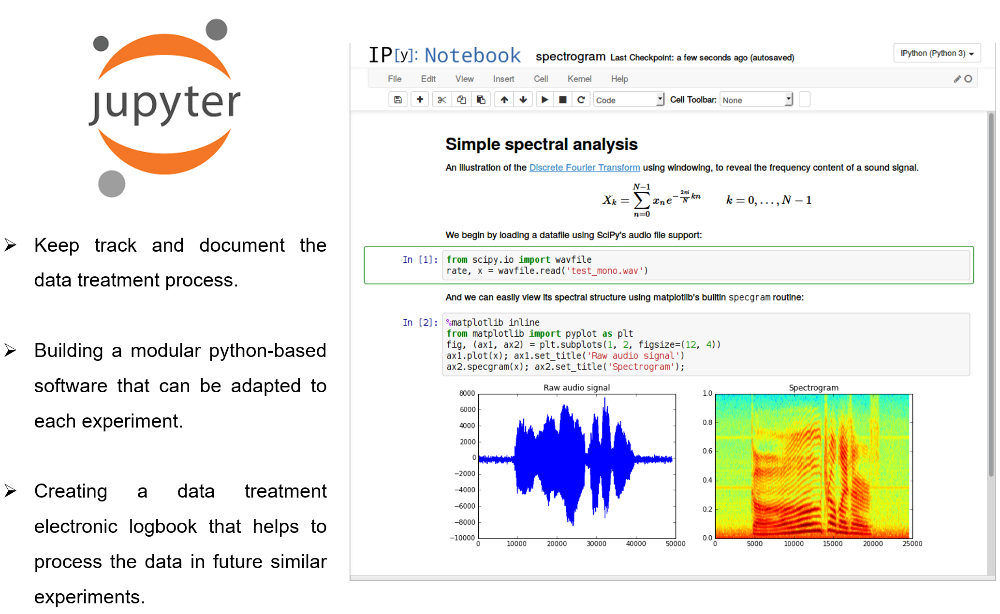 jupyter
Keep track and document the
data treatment process.
Building a modular python-based
software that can be adapted to
each experiment.
Creating a data treatment
electronic logbook that helps to
process the data in future similar
experiments.
IP[y]: Notebook spectrogram Last Checkpoint: a few seconds ago (autosaved)
IPython (Python 3)
File Edit View Insert Cell Kernel Help
Code Cell Toolbar: None
Simple spectral analysis
An illustration of the Discrete Fourier Transform using windowing, to reveal the frequency content of a sound signal.
X_k = \sum_{n=0}^{N-1} x_n e^{-\frac{2\pi i}{N} kn} k = 0, . . . , N − 1
We begin by loading a datafile using SciPy's audio file support:
In [1]: from scipy.io import wavfile
rate, x = wavfile.read('test_mono.wav')
And we can easily view its spectral structure using matplotlib's builtin specgram routine:
In [2]: %matplotlib inline
from matplotlib import pyplot as plt
fig, (ax1, ax2) = plt.subplots(1, 2, figsize=(12, 4))
ax1.plot(x); ax1.set_title('Raw audio signal')
ax2.specgram(x); ax2.set_title('Spectrogram');
Raw audio signal
8000
6000
4000
2000
0
−2000
−4000
−6000
−8000
−10000
0 10000 20000 30000 40000 50000
Spectrogram
1.0
0.8
0.6
0.4
0.2
0.0
0 5000 10000 15000 20000 25000